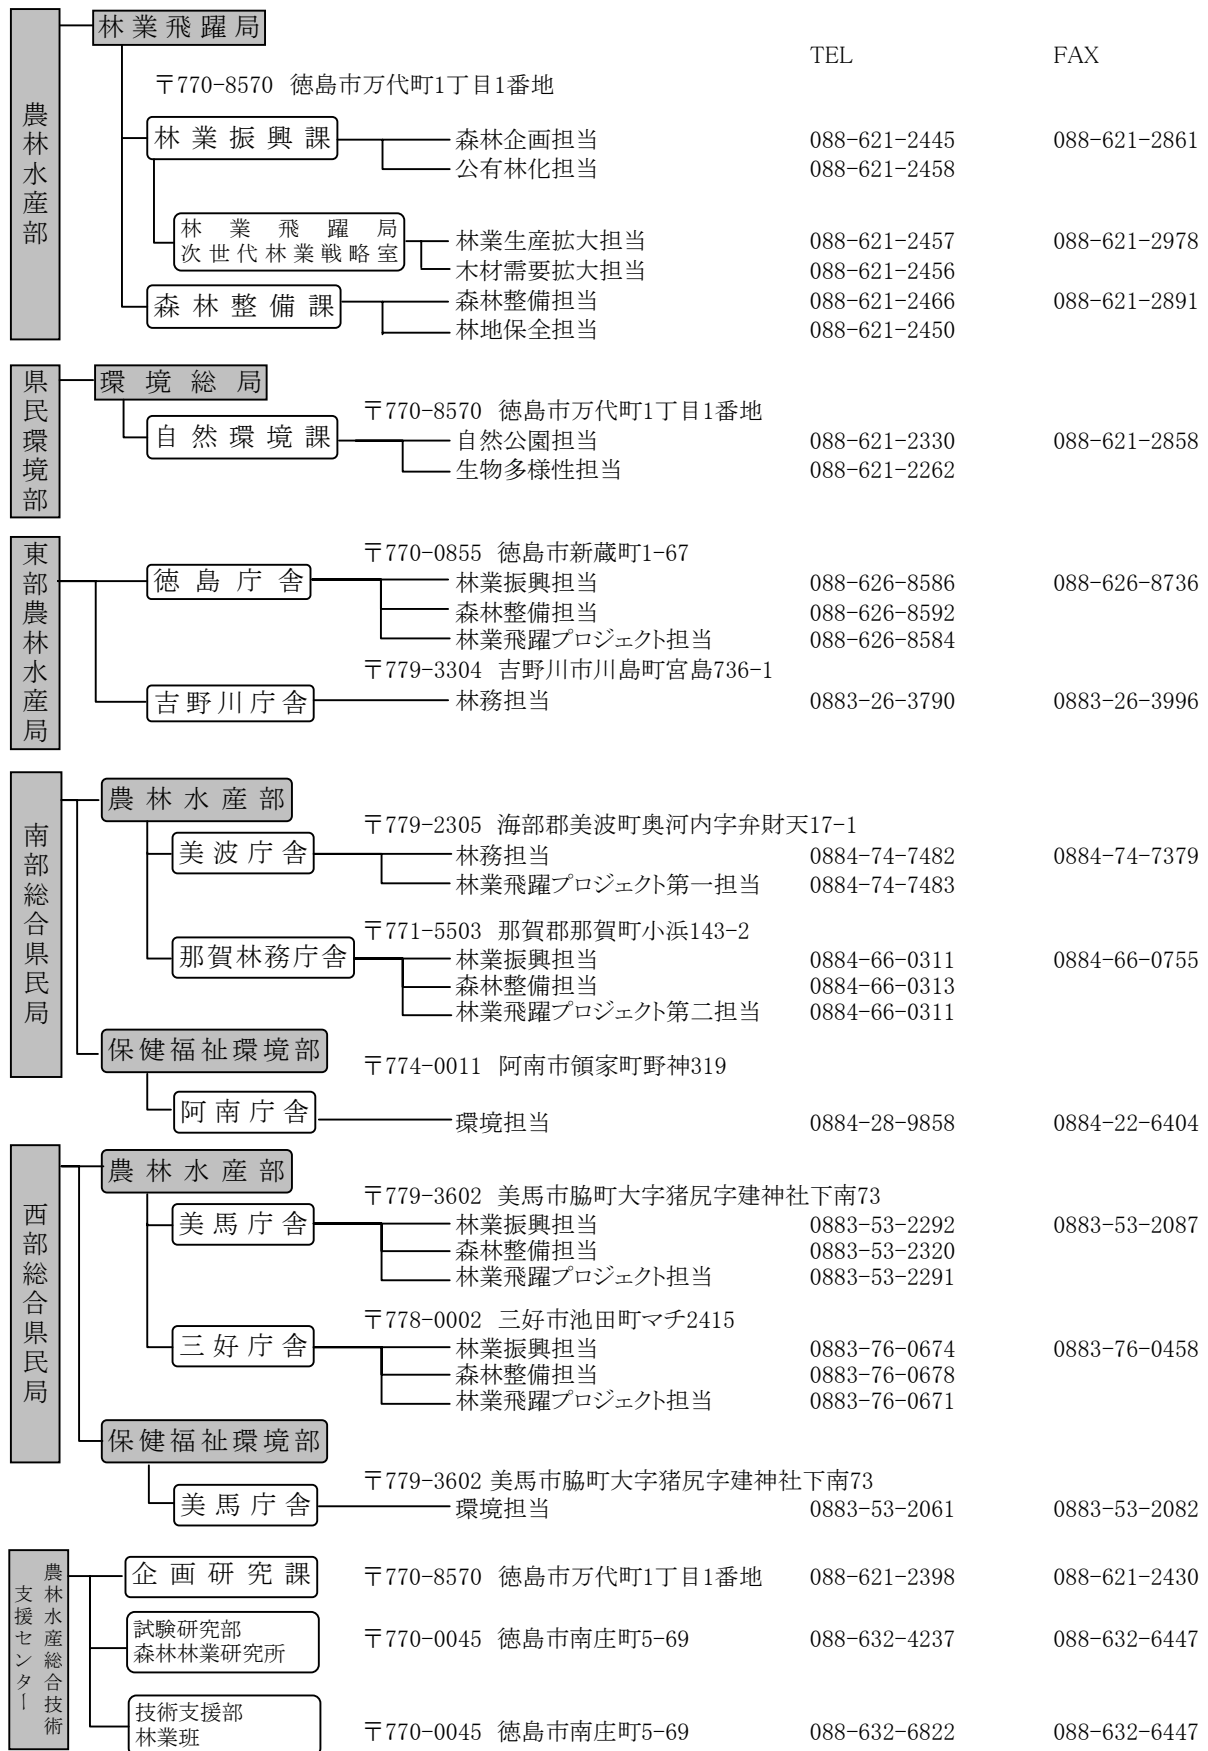 林業飛躍局
TEL FAX
〒770-8570 徳島市万代町1丁目1番地
農林水産部
林業振興課 森林企画担当 088-621-2445 088-621-2861
公有林化担当 088-621-2458
林業飛躍局
次世代林業戦略室
林業生産拡大担当 088-621-2457 088-621-2978
木材需要拡大担当 088-621-2456
森林整備課 森林整備担当 088-621-2466 088-621-2891
林地保全担当 088-621-2450
県民環境部
環境総局
〒770-8570 徳島市万代町1丁目1番地
自然環境課 自然公園担当 088-621-2330 088-621-2858
生物多様性担当 088-621-2262
東部農林水産局
〒770-0855 徳島市新蔵町1-67
徳島庁舎 林業振興担当 088-626-8586 088-626-8736
森林整備担当 088-626-8592
林業飛躍プロジェクト担当 088-626-8584
〒779-3304 吉野川市川島町宮島736-1
吉野川庁舎 林務担当 0883-26-3790 0883-26-3996
南部総合県民局
農林水産部
〒779-2305 海部郡美波町奥河内字弁財天17-1
美波庁舎 林務担当 0884-74-7482 0884-74-7379
林業飛躍プロジェクト第一担当 0884-74-7483
〒771-5503 那賀郡那賀町小浜143-2
那賀林務庁舎 林業振興担当 0884-66-0311 0884-66-0755
森林整備担当 0884-66-0313
林業飛躍プロジェクト第二担当 0884-66-0311
保健福祉環境部
〒774-0011 阿南市領家町野神319
阿南庁舎 環境担当 0884-28-9858 0884-22-6404
西部総合県民局
農林水産部
〒779-3602 美馬市脇町大字猪尻字建神社下南73
美馬庁舎 林業振興担当 0883-53-2292 0883-53-2087
森林整備担当 0883-53-2320
林業飛躍プロジェクト担当 0883-53-2291
〒778-0002 三好市池田町マチ2415
三好庁舎 林業振興担当 0883-76-0674 0883-76-0458
森林整備担当 0883-76-0678
林業飛躍プロジェクト担当 0883-76-0671
保健福祉環境部
〒779-3602 美馬市脇町大字猪尻字建神社下南73
美馬庁舎 環境担当 0883-53-2061 0883-53-2082
農林水産総合技術
支援センター
企画研究課 〒770-8570 徳島市万代町1丁目1番地 088-621-2398 088-621-2430
試験研究部
森林林業研究所
〒770-0045 徳島市南庄町5-69 088-632-4237 088-632-6447
技術支援部
林業班
〒770-0045 徳島市南庄町5-69 088-632-6822 088-632-6447